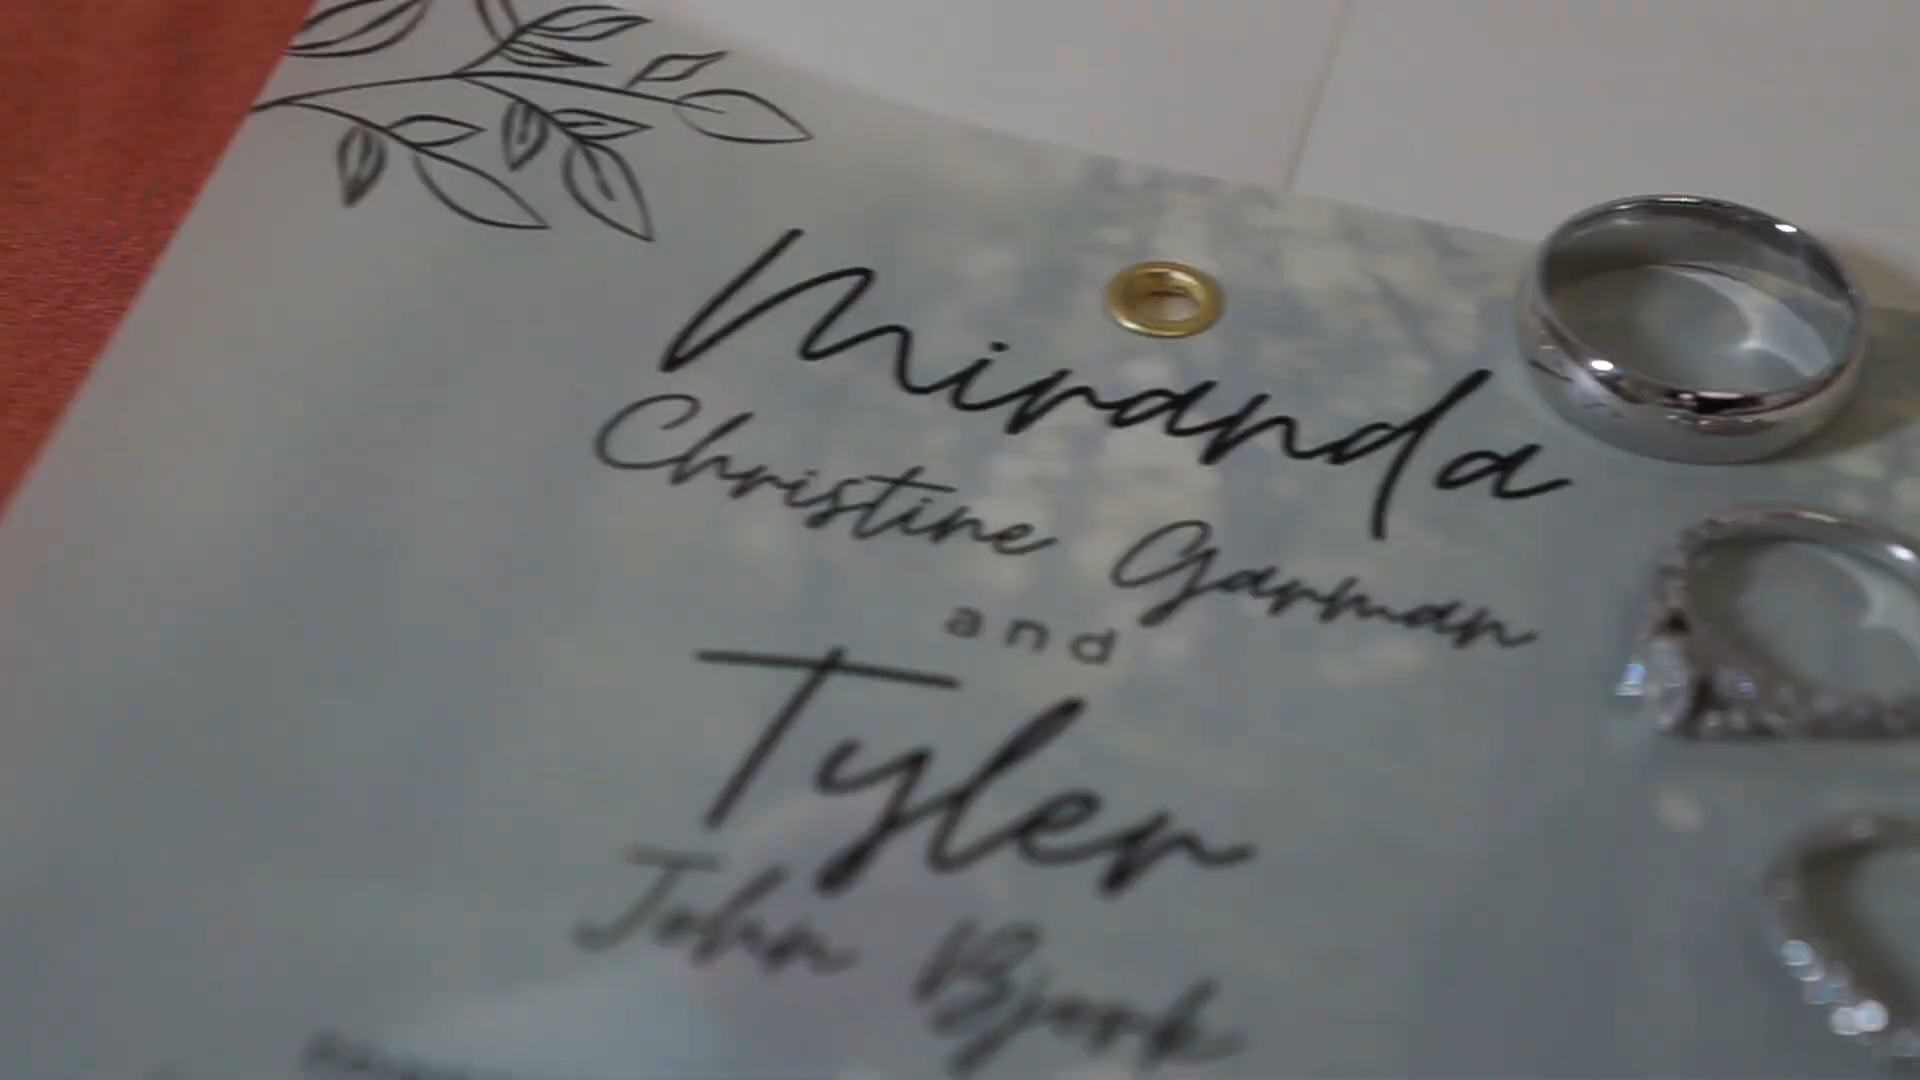 Miranda
Christine Garman
and
Tyler
John Bjork